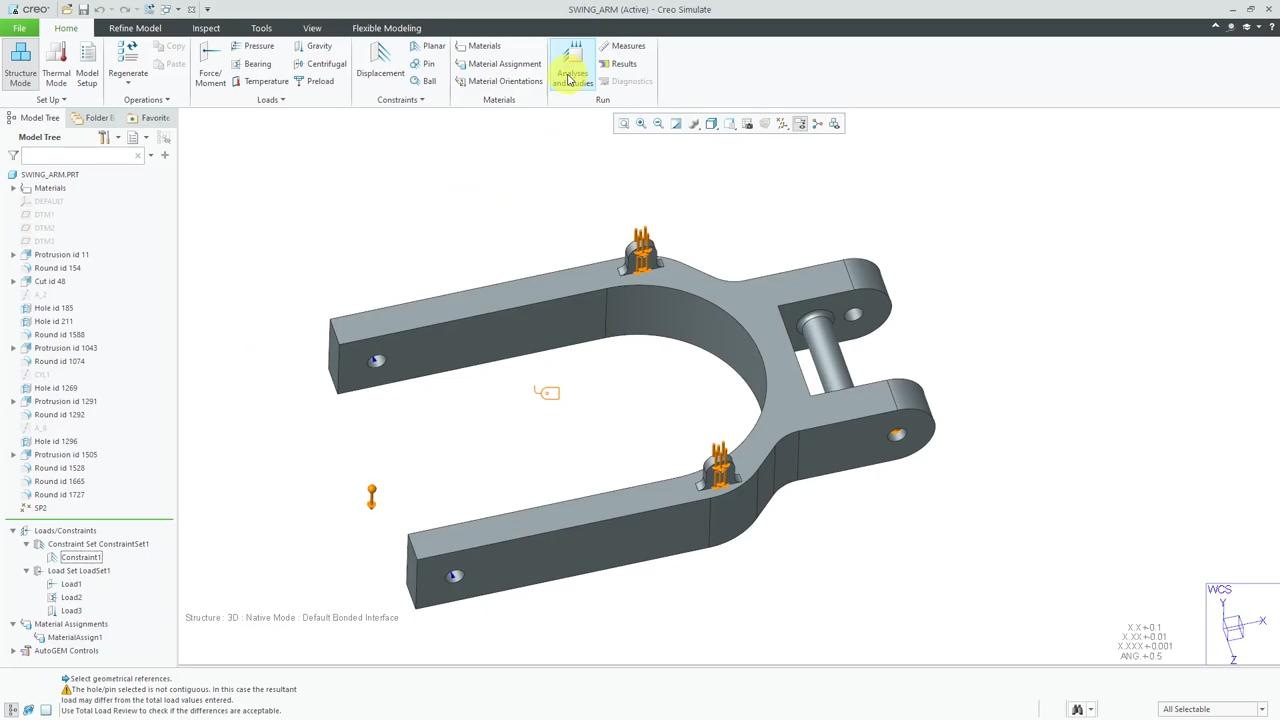 creo
SWING_ARM (Active) - Creo Simulate
File
Home
Refine Model
Inspect
Tools
View
Flexible Modeling
Structure Mode
Thermal Mode
Model Setup
Regenerate
Copy
Paste
Force/Moment
Pressure
Bearing
Temperature
Gravity
Centrifugal
Preload
Displacement
Planar
Pin
Ball
Materials
Material Assignment
Material Orientations
Analyses and Studies
Measures
Results
Diagnostics
Set Up
Operations
Loads
Constraints
Materials
Run
Model Tree
Folder B
Favorite
Model Tree
SWING_ARM.PRT
Materials
DEFAULT
DTM1
DTM2
DTM3
Protrusion id 11
Round id 154
Cut id 48
A_2
Hole id 185
Hole id 211
Round id 1588
Protrusion id 1043
Round id 1074
CYL1
Hole id 1269
Protrusion id 1291
Round id 1292
A_8
Hole id 1296
Protrusion id 1505
Round id 1528
Round id 1665
Round id 1727
SP2
Loads/Constraints
Constraint Set ConstraintSet1
Constraint1
Load Set LoadSet1
Load1
Load2
Load3
Material Assignments
MaterialAssign1
AutoGEM Controls
Structure : 3D : Native Mode : Default Bonded Interface
X.X+-0.1
X.XX+-0.01
X.XXX+-0.001
ANG.+-0.5
WCS
Y
X
Z
Select geometrical references.
The hole/pin selected is not contiguous. In this case the resultant
load may differ from the total load values entered.
Use Total Load Review to check if the differences are acceptable.
All Selectable